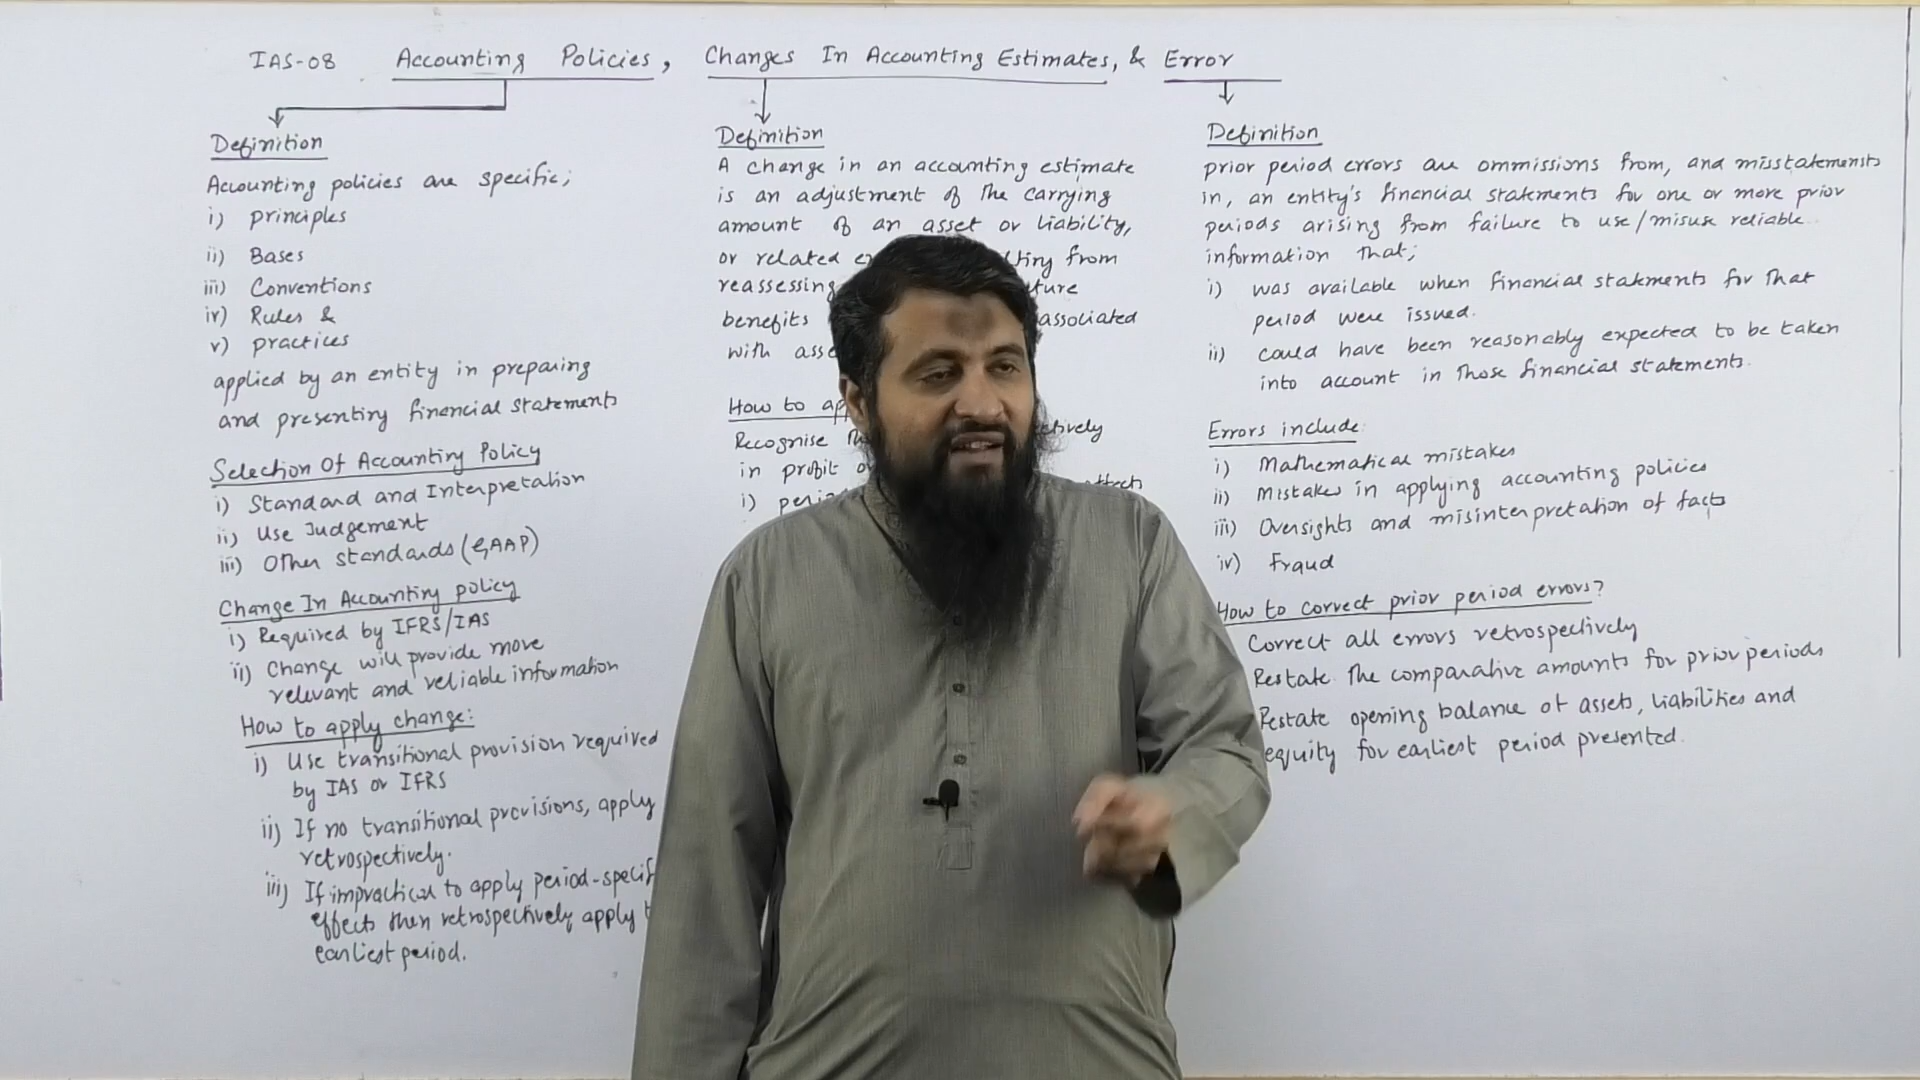 IAS-08 Accounting Policies, Changes In Accounting Estimates, & Error
Definition
Accounting policies are specific;
i) principles
ii) Bases
iii) Conventions
iv) Rules &
v) practices
applied by an entity in preparing
and presenting financial statements
Selection Of Accounting Policy
i) Standard and Interpretation
ii) Use Judgement
iii) Other standards (GAAP)
Change In Accounting policy
i) Required by IFRS/IAS
ii) Change will provide more
relevant and reliable information
How to apply change:
i) Use transitional provision required
by IAS or IFRS
ii) If no transitional provisions, apply
retrospectively.
iii) If impractical to apply period-specif
effects then retrospectively apply
earliest period.
Definition
A change in an accounting estimate
is an adjustment of the carrying
amount of an asset or liability,
or related from
reassessing
benefits associated
with
How to
Recognise
in profit or
i)
Definition
prior period errors are ommissions from, and misstatemensts
in, an entity's financial statements for one or more prior
periods arising from failure to use/misuse reliable
information that;
i) was available when financial statements for that
period were issued.
ii) could have been reasonably expected to be taken
into account in those financial statements.
Errors include:
i) Mathematical mistakes
ii) Mistakes in applying accounting policies
iii) Oversights and misinterpretation of facts
iv) Fraud
How to correct prior period errors?
Correct all errors retrospectively
Restate the comparative amounts for prior periods
Restate opening balance of assets, liabilities and
equity for earliest period presented.